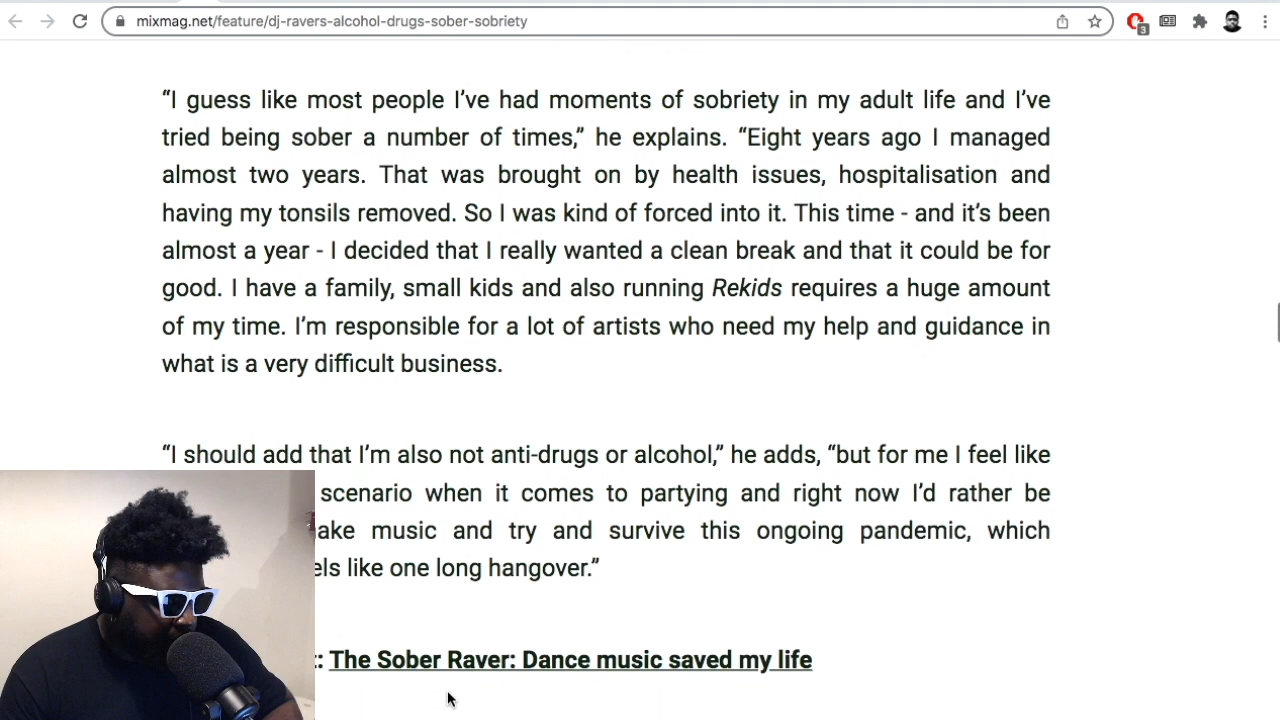 mixmag.net/feature/dj-ravers-alcohol-drugs-sober-sobriety
3
“I guess like most people I’ve had moments of sobriety in my adult life and I’ve
tried being sober a number of times,” he explains. “Eight years ago I managed
almost two years. That was brought on by health issues, hospitalisation and
having my tonsils removed. So I was kind of forced into it. This time - and it’s been
almost a year - I decided that I really wanted a clean break and that it could be for
good. I have a family, small kids and also running Rekids requires a huge amount
of my time. I’m responsible for a lot of artists who need my help and guidance in
what is a very difficult business.
“I should add that I’m also not anti-drugs or alcohol,” he adds, “but for me I feel like
scenario when it comes to partying and right now I’d rather be
ake music and try and survive this ongoing pandemic, which
els like one long hangover.”
: The Sober Raver: Dance music saved my life